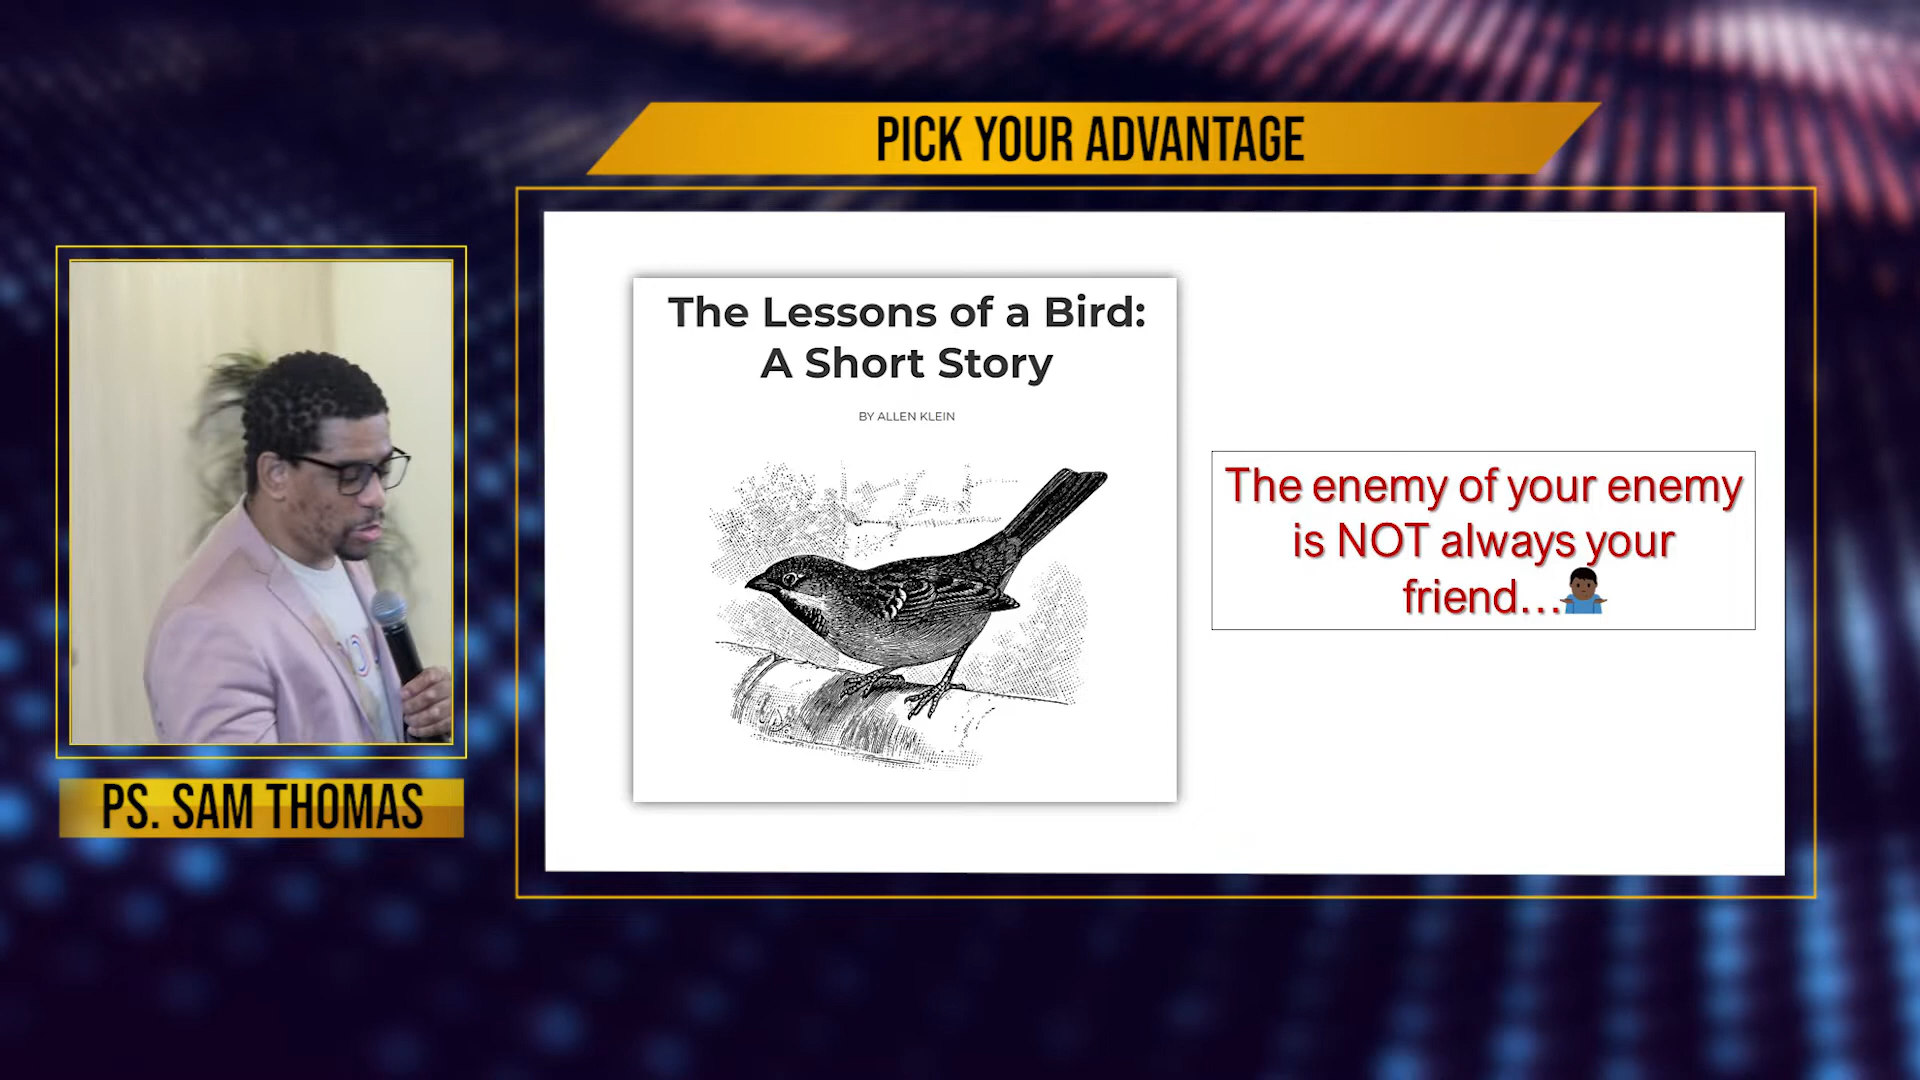 PICK YOUR ADVANTAGE
The Lessons of a Bird:
A Short Story
BY ALLEN KLEIN
The enemy of your enemy
is NOT always your
friend...🤷🏿‍♂️
PS. SAM THOMAS